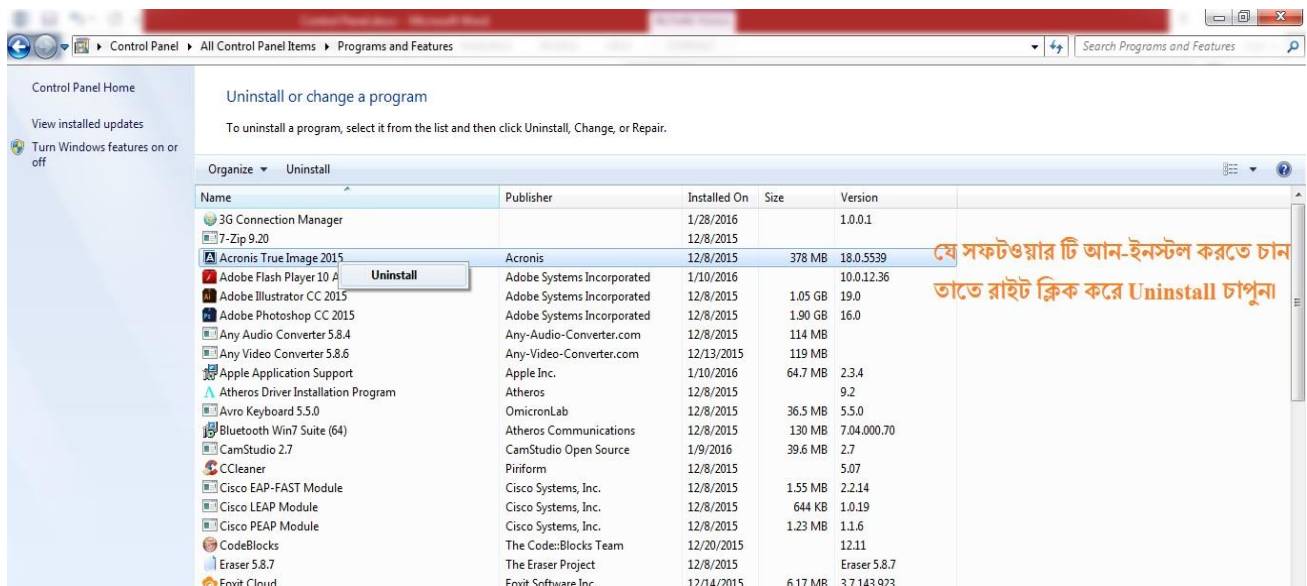 Control Panel ▸ All Control Panel Items ▸ Programs and Features
Search Programs and Features
Control Panel Home
View installed updates
Turn Windows features on or
off
Uninstall or change a program
To uninstall a program, select it from the list and then click Uninstall, Change, or Repair.
Organize Uninstall
Name Publisher Installed On Size Version
3G Connection Manager 1/28/2016 1.0.0.1
7-Zip 9.20 12/8/2015
Acronis True Image 2015 Acronis 12/8/2015 378 MB 18.0.5539
Uninstall
Adobe Flash Player 10 A Adobe Systems Incorporated 1/10/2016 10.0.12.36
Adobe Illustrator CC 2015 Adobe Systems Incorporated 12/8/2015 1.05 GB 19.0
Adobe Photoshop CC 2015 Adobe Systems Incorporated 12/8/2015 1.90 GB 16.0
Any Audio Converter 5.8.4 Any-Audio-Converter.com 12/8/2015 114 MB
Any Video Converter 5.8.6 Any-Video-Converter.com 12/13/2015 119 MB
Apple Application Support Apple Inc. 1/10/2016 64.7 MB 2.3.4
Atheros Driver Installation Program Atheros 12/8/2015 9.2
Avro Keyboard 5.5.0 OmicronLab 12/8/2015 36.5 MB 5.5.0
Bluetooth Win7 Suite (64) Atheros Communications 12/8/2015 130 MB 7.04.000.70
CamStudio 2.7 CamStudio Open Source 1/9/2016 39.6 MB 2.7
CCleaner Piriform 12/8/2015 5.07
Cisco EAP-FAST Module Cisco Systems, Inc. 12/8/2015 1.55 MB 2.2.14
Cisco LEAP Module Cisco Systems, Inc. 12/8/2015 644 KB 1.0.19
Cisco PEAP Module Cisco Systems, Inc. 12/8/2015 1.23 MB 1.1.6
CodeBlocks The Code::Blocks Team 12/20/2015 12.11
Eraser 5.8.7 The Eraser Project 12/8/2015 Eraser 5.8.7
Foxit Cloud Foxit Software Inc. 12/14/2015 6.17 MB 3.7.143.923
যে সফটওয়ার টি আন-ইনস্টল করতে চান
তাতে রাইট ক্লিক করে Uninstall চাপুন।